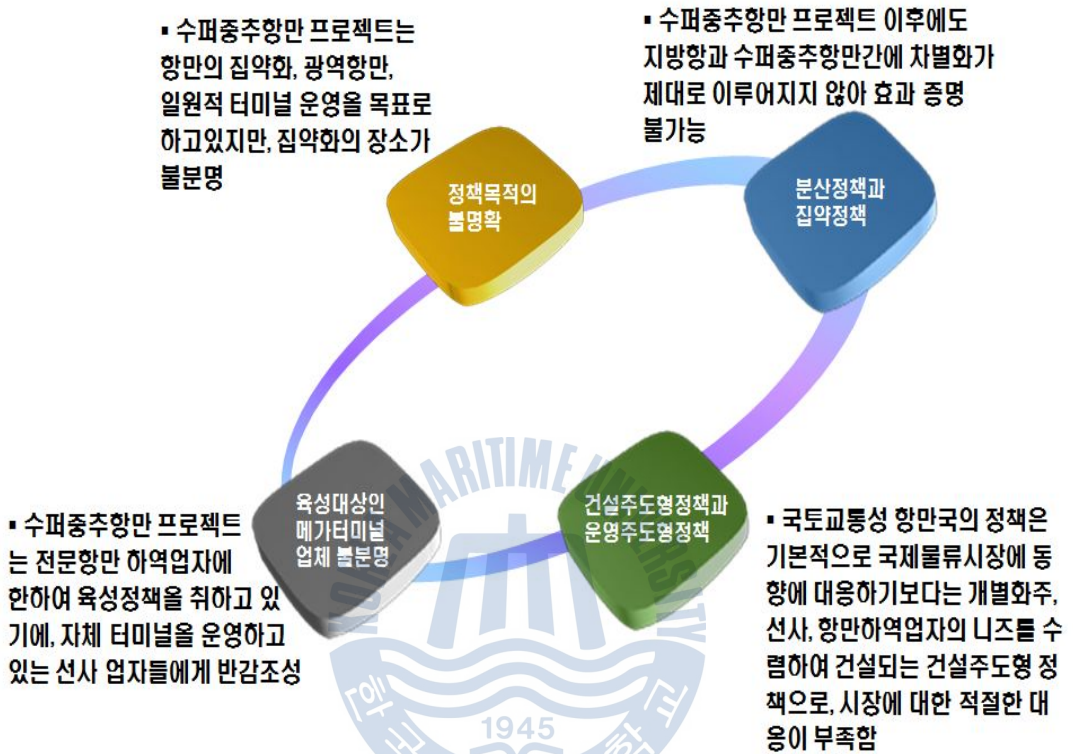 ▪ 수퍼중추항만 프로젝트는
항만의 집약화, 광역항만,
일원적 터미널 운영을 목표로
하고있지만, 집약화의 장소가
불분명
▪ 수퍼중추항만 프로젝트 이후에도
지방항과 수퍼중추항만간에 차별화가
제대로 이루어지지 않아 효과 증명
불가능
정책목적의
불명확
분산정책과
집약정책
육성대상인
메가터미널
업체 불분명
건설주도형정책과
운영주도형정책
▪ 수퍼중추항만 프로젝트
는 전문항만 하역업자에
한하여 육성정책을 취하고 있
기에, 자체 터미널을 운영하고
있는 선사 업자들에게 반감조성
▪ 국토교통성 항만국의 정책은
기본적으로 국제물류시장에 동
향에 대응하기보다는 개별화주,
선사, 항만하역업자의 니즈를 수
렴하여 건설되는 건설주도형 정
책으로, 시장에 대한 적절한 대
응이 부족함
KOREA MARITIME UNIVERSITY
1945